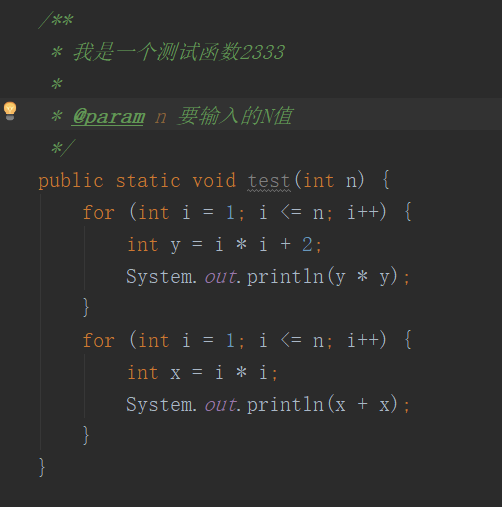 /**
 * 我是一个测试函数2333
 *
 * @param n 要输入的N值
 */
public static void test(int n) {
    for (int i = 1; i <= n; i++) {
        int y = i * i + 2;
        System.out.println(y * y);
    }
    for (int i = 1; i <= n; i++) {
        int x = i * i;
        System.out.println(x + x);
    }
}